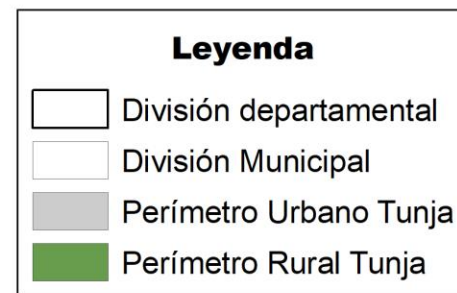 Leyenda
División departamental
División Municipal
Perímetro Urbano Tunja
Perímetro Rural Tunja